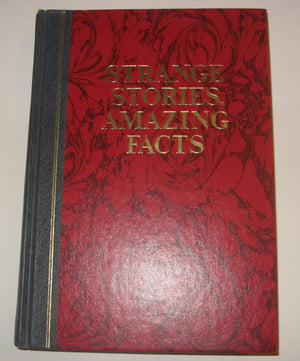 STRANGE
STORIES,
AMAZING
FACTS